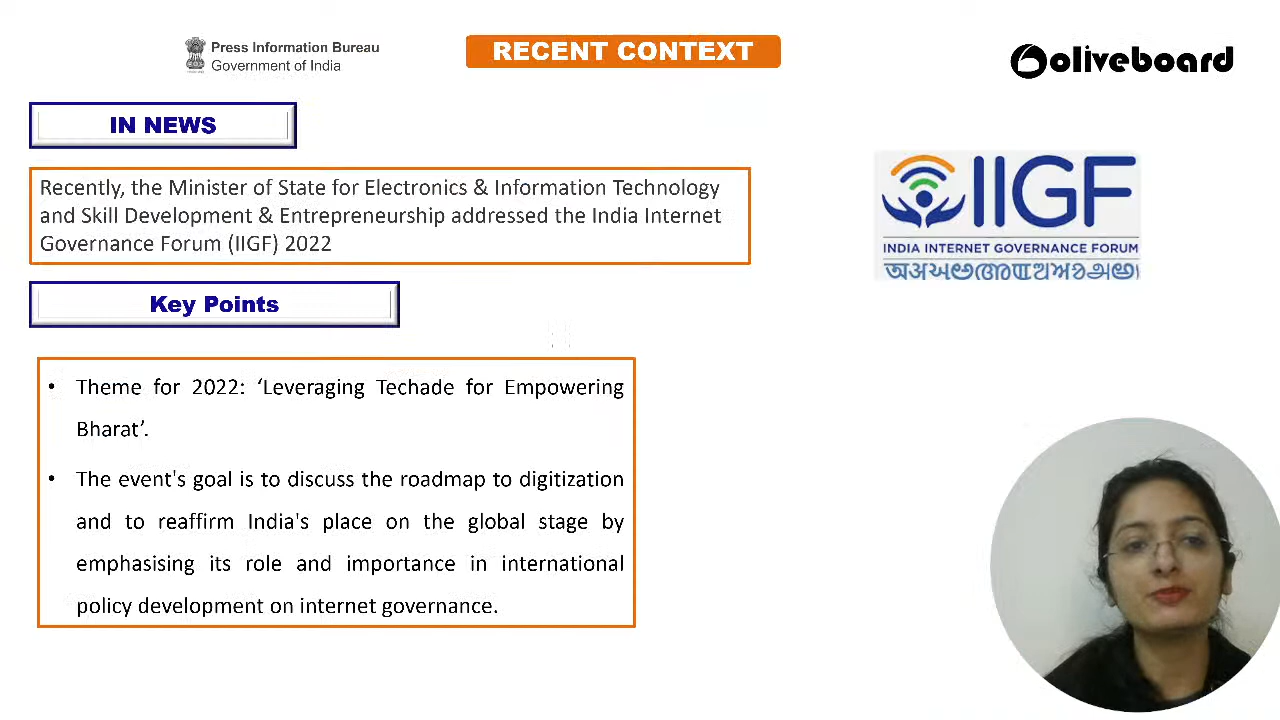 Press Information Bureau
Government of India
RECENT CONTEXT
oliveboard
IN NEWS
Recently, the Minister of State for Electronics & Information Technology
and Skill Development & Entrepreneurship addressed the India Internet
Governance Forum (IIGF) 2022
IIGF
INDIA INTERNET GOVERNANCE FORUM
Key Points
• Theme for 2022: ‘Leveraging Techade for Empowering
Bharat’.
• The event's goal is to discuss the roadmap to digitization
and to reaffirm India's place on the global stage by
emphasising its role and importance in international
policy development on internet governance.